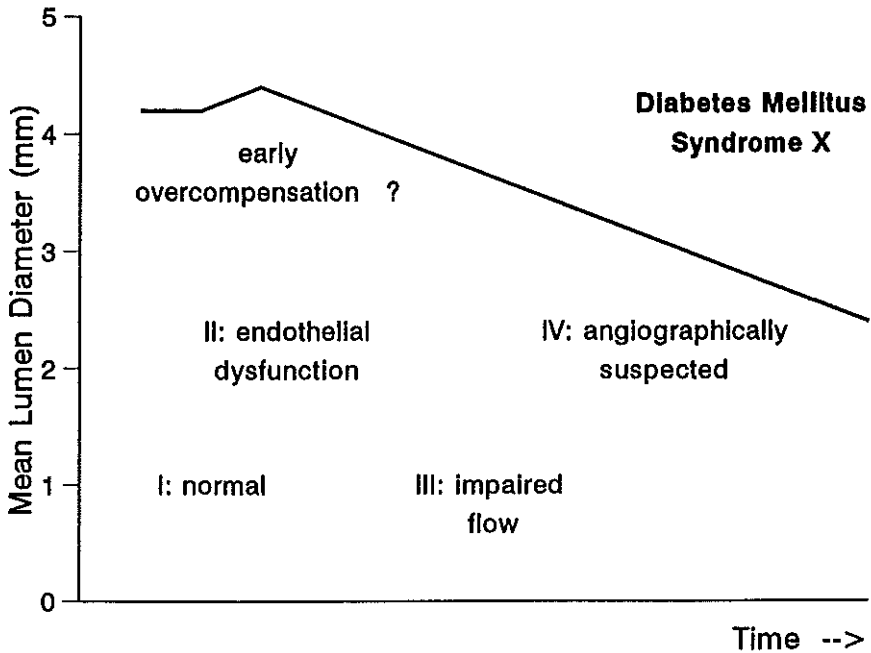 5
4
3
2
1
0
Mean Lumen Diameter (mm)
Diabetes Mellitus
Syndrome X
early
overcompensation ?
II: endothelial
dysfunction
IV: angiographically
suspected
I: normal
III: impaired
flow
Time -->